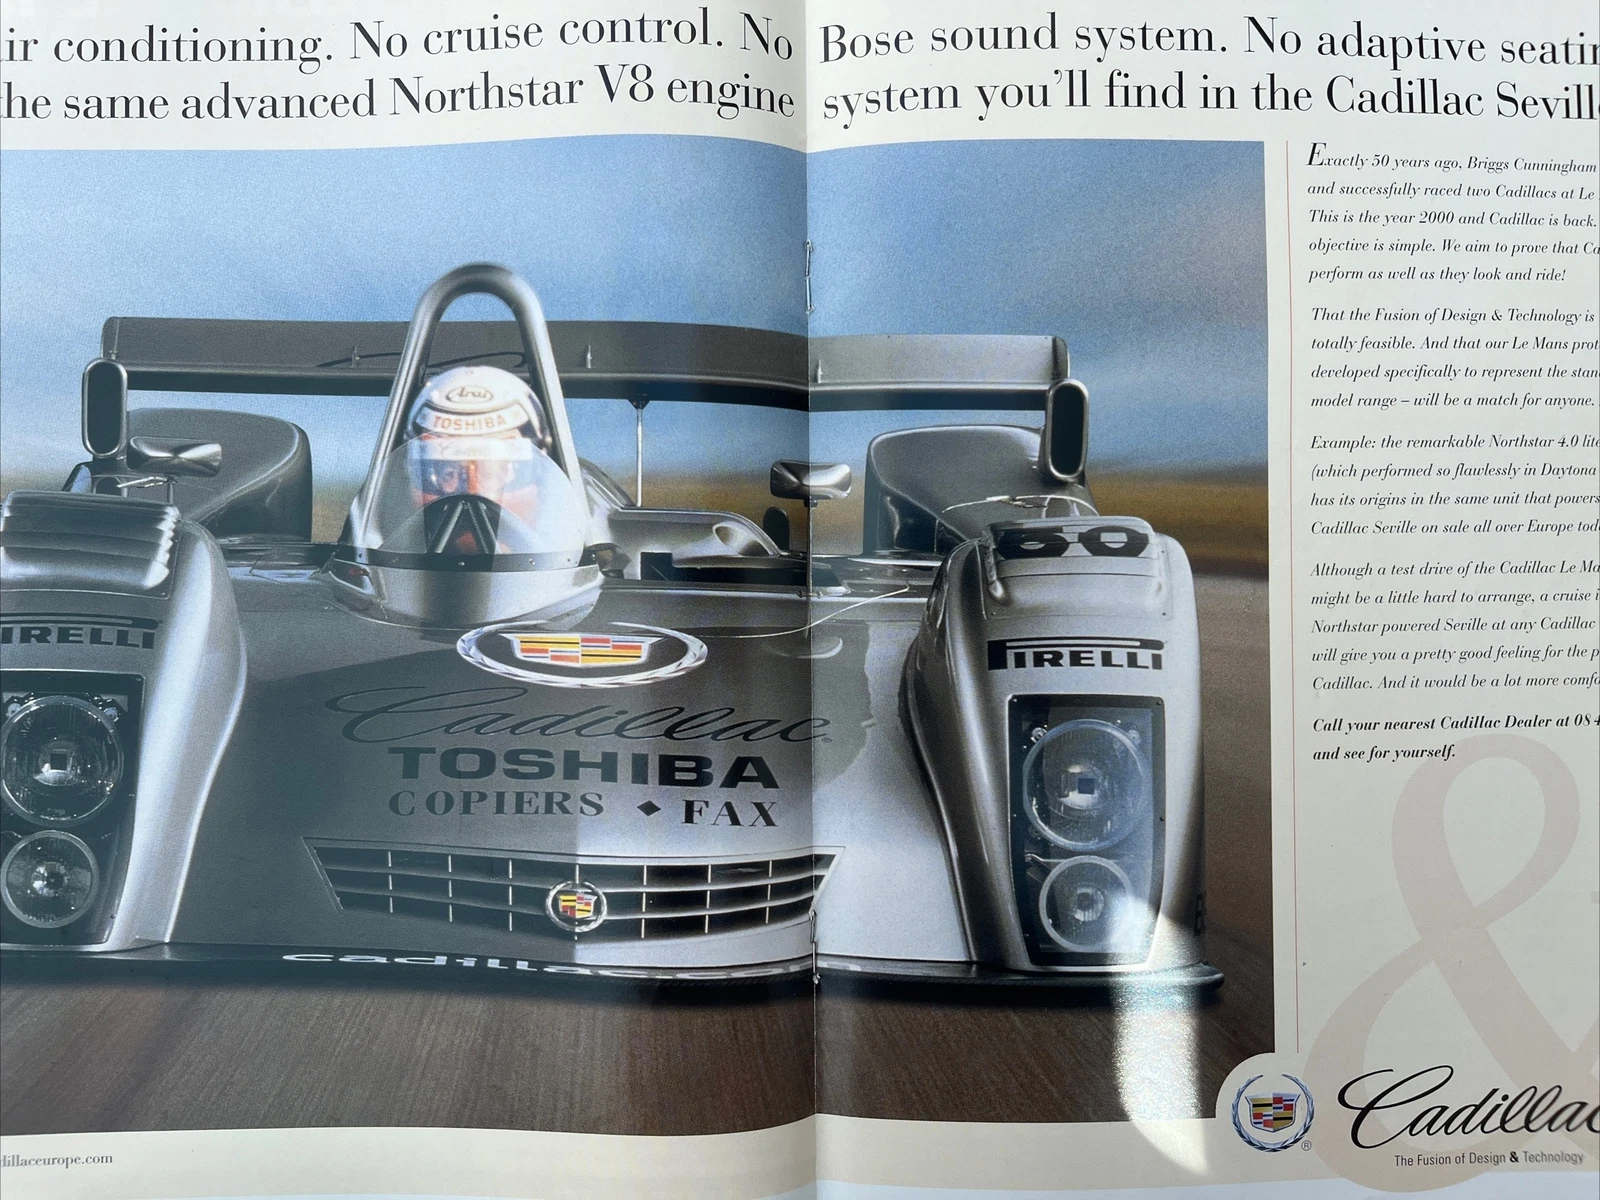 ir conditioning. No cruise control. No Bose sound system. No adaptive seatin
the same advanced Northstar V8 engine system you'll find in the Cadillac Seville
Exactly 50 years ago, Briggs Cunningham
and successfully raced two Cadillacs at Le
This is the year 2000 and Cadillac is back.
objective is simple. We aim to prove that Ca
perform as well as they look and ride!
That the Fusion of Design & Technology is
totally feasible. And that our Le Mans prot
developed specifically to represent the stan
model range – will be a match for anyone.
Example: the remarkable Northstar 4.0 lite
(which performed so flawlessly in Daytona
has its origins in the same unit that powers
Cadillac Seville on sale all over Europe tod
Although a test drive of the Cadillac Le Ma
might be a little hard to arrange, a cruise i
Northstar powered Seville at any Cadillac
will give you a pretty good feeling for the p
Cadillac. And it would be a lot more comfo
Call your nearest Cadillac Dealer at 08 4
and see for yourself.
Arai
TOSHIBA
50
IRELLI
PIRELLI
Cadillac®
TOSHIBA
COPIERS ◆ FAX
cadillac.com
&
Cadillac
®
The Fusion of Design & Technology
dillaceurope.com